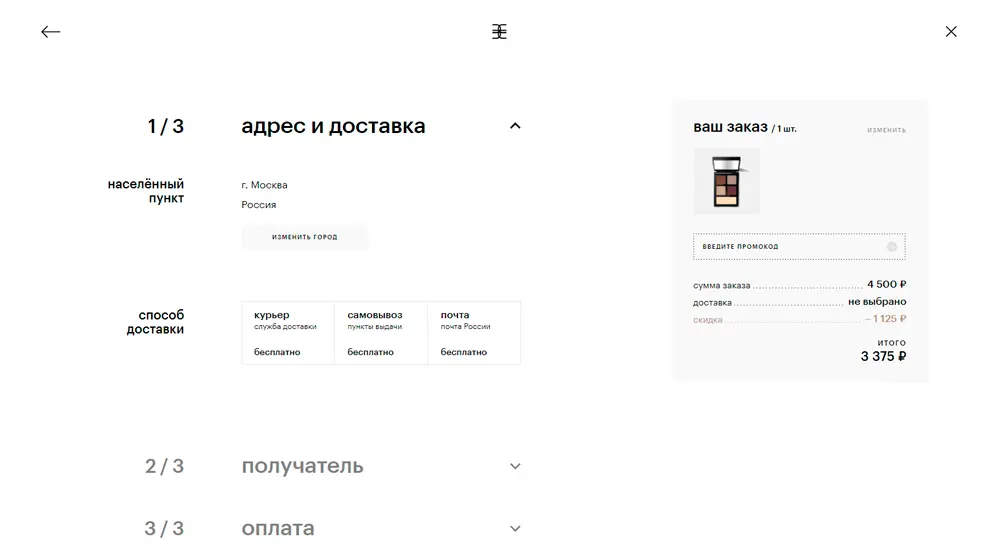 1 / 3
адрес и доставка
населённый
пункт
г. Москва
Россия
ИЗМЕНИТЬ ГОРОД
способ
доставки
курьер
служба доставки
бесплатно
самовывоз
пункты выдачи
бесплатно
почта
почта России
бесплатно
2 / 3
получатель
3 / 3
оплата
ваш заказ / 1 шт.
ИЗМЕНИТЬ
ВВЕДИТЕ ПРОМОКОД
сумма заказа 4 500 ₽
доставка не выбрано
скидка – 1 125 ₽
ИТОГО
3 375 ₽